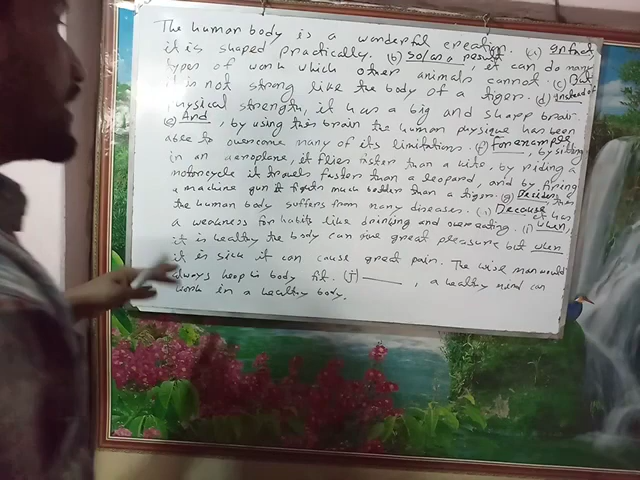 The human body is a wonderful creation. (a) In fact
it is shaped practically. (b) So/as a result, it can do many
types of work which other animals cannot. (c) But
it is not strong like the body of a tiger. (d) Instead of
physical strength, it has a big and sharp brain.
(e) And, by using this brain the human physique has been
able to overcome many of its limitations. (f) For example, by sitting
in an aeroplane, it flies faster than a kite, by riding a
motorcycle it travels faster than a leopard, and by firing
a machine gun it fights much better than a tiger. (g) Besides, this
the human body suffers from many diseases. (h) Because it has
a weakness for habits like drinking and overeating. (i) When,
it is healthy the body can give great pleasure but when
it is sick it can cause great pain. The wise man would
always keep is body fit. (j) ____, a healthy mind can
work in a healthy body.